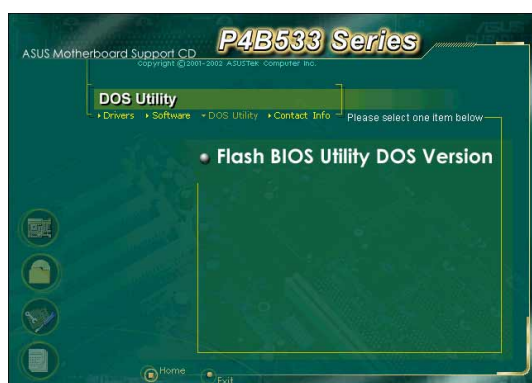 P4B533 Series
ASUS Motherboard Support CD
Copyright ©2001-2002 ASUSTeK Computer Inc.
DOS Utility
Drivers Software DOS Utility Contact Info
Please select one item below
Flash BIOS Utility DOS Version
Home
Exit